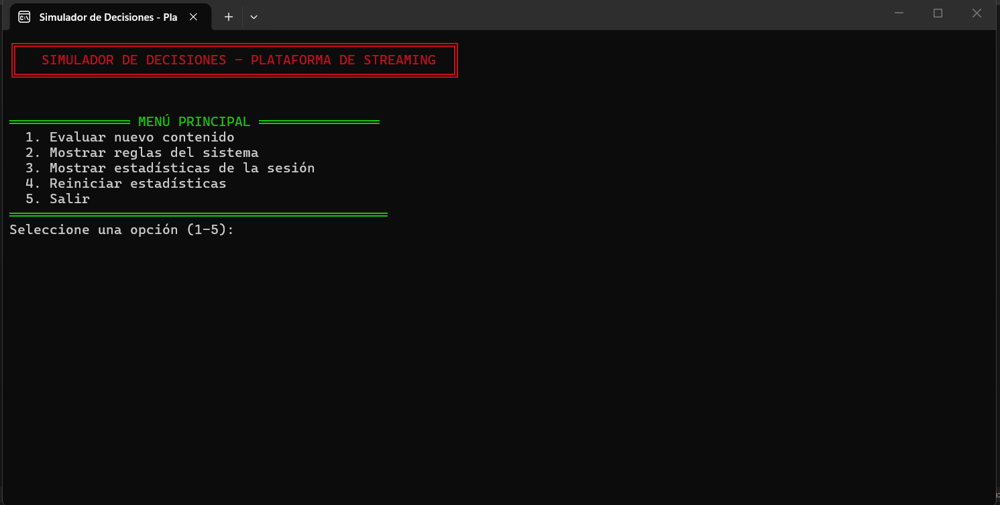 Simulador de Decisiones - Pla
SIMULADOR DE DECISIONES - PLATAFORMA DE STREAMING
MENÚ PRINCIPAL
1. Evaluar nuevo contenido
2. Mostrar reglas del sistema
3. Mostrar estadísticas de la sesión
4. Reiniciar estadísticas
5. Salir
Seleccione una opción (1-5):